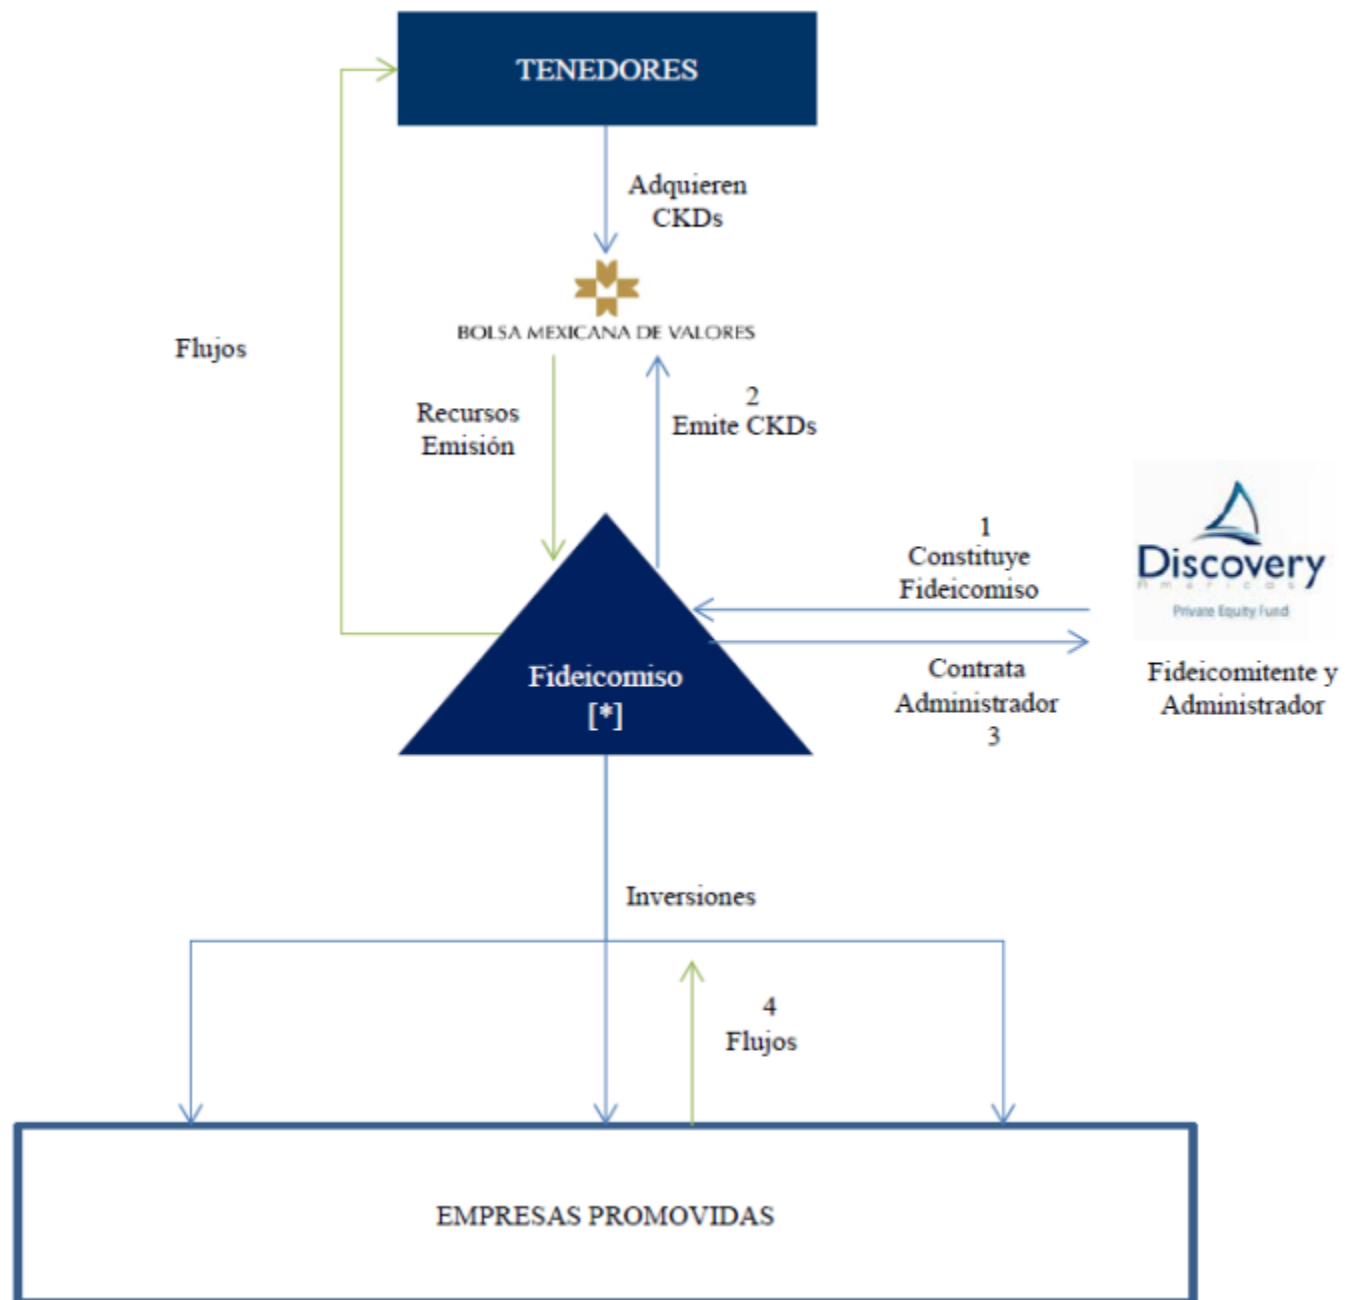 TENEDORES
Adquieren
CKDs
BOLSA MEXICANA DE VALORES
Flujos
Recursos
Emisión
2
Emite CKDs
1
Constituye
Fideicomiso
Discovery
Américas
Private Equity Fund
Fideicomiso
[*]
Contrata
Administrador
3
Fideicomitente y
Administrador
Inversiones
4
Flujos
EMPRESAS PROMOVIDAS